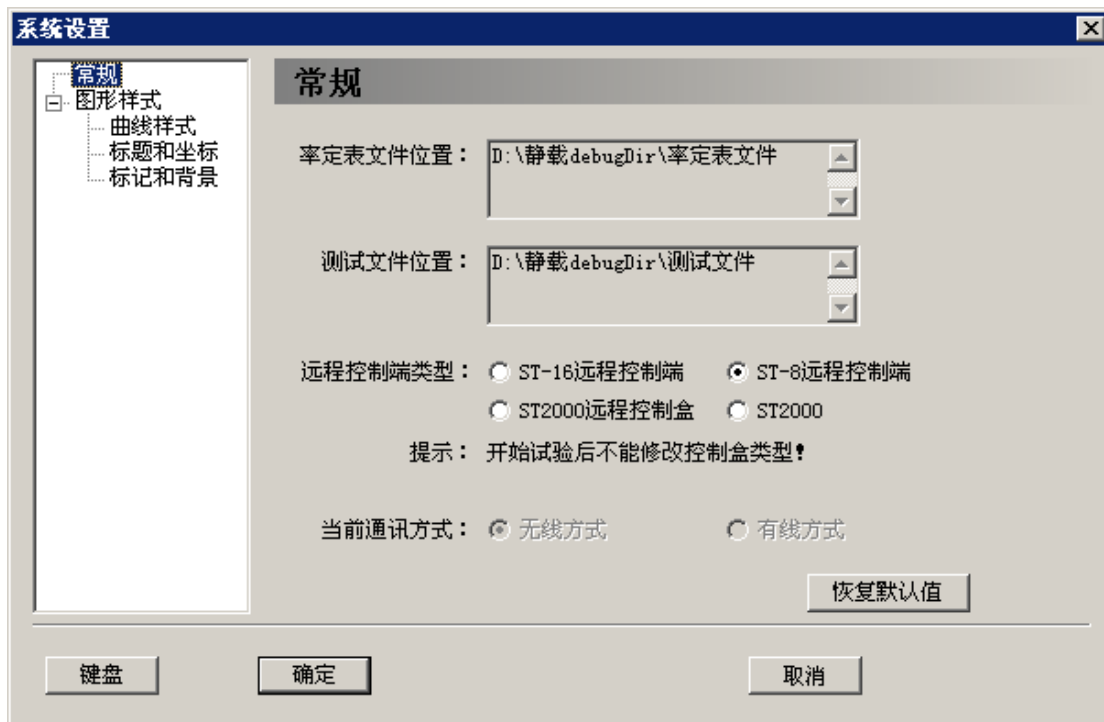 系统设置
常规
图形样式
曲线样式
标题和坐标
标记和背景
常规
率定表文件位置： D:\静载debugDir\率定表文件
测试文件位置： D:\静载debugDir\测试文件
远程控制端类型： ST-16远程控制端 ST-8远程控制端
ST2000远程控制盒 ST2000
提示： 开始试验后不能修改控制盒类型！
当前通讯方式： 无线方式 有线方式
恢复默认值
键盘 确定 取消